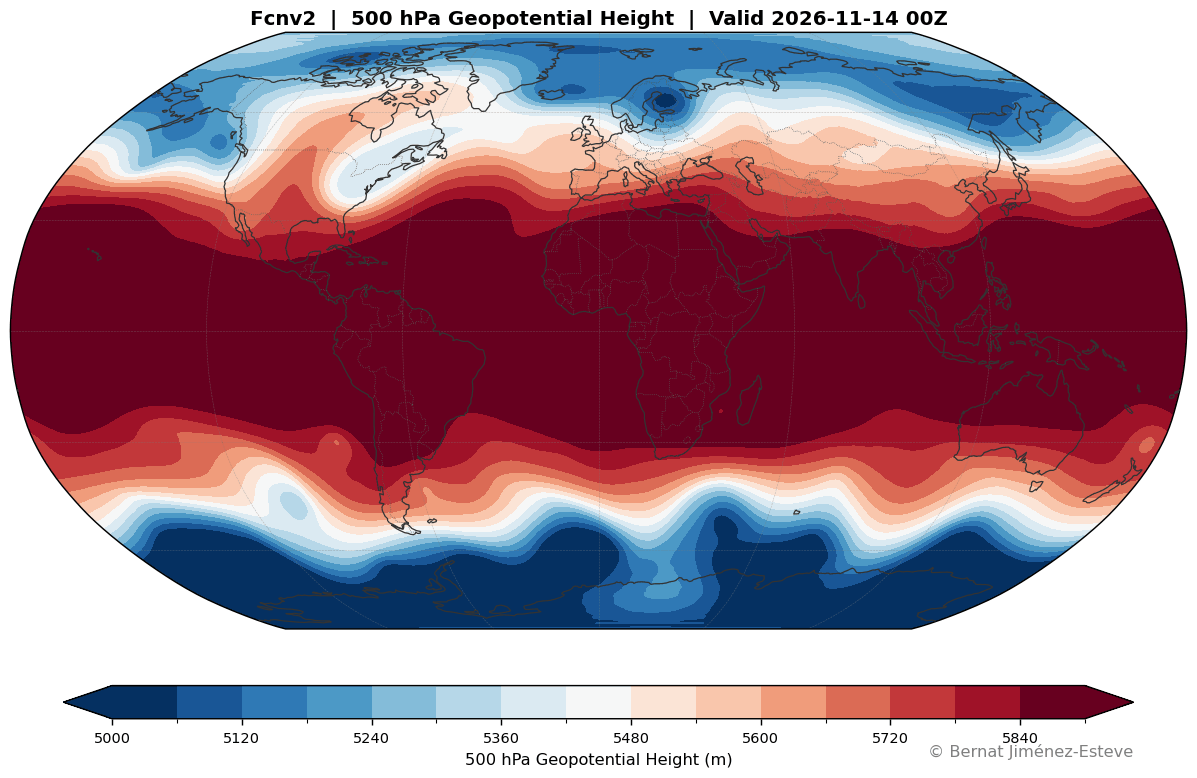 Fcnv2 | 500 hPa Geopotential Height | Valid 2026-11-14 00Z
5000 5120 5240 5360 5480 5600 5720 5840
500 hPa Geopotential Height (m)
© Bernat Jiménez-Esteve